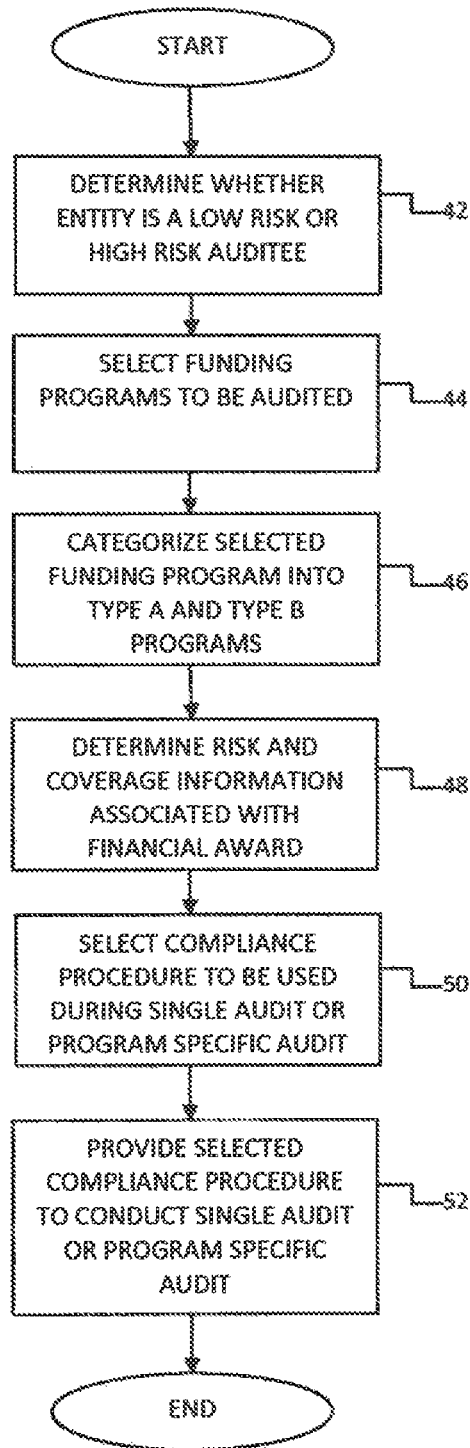 START
DETERMINE WHETHER
ENTITY IS A LOW RISK OR
HIGH RISK AUDITEE
42
SELECT FUNDING
PROGRAMS TO BE AUDITED
44
CATEGORIZE SELECTED
FUNDING PROGRAM INTO
TYPE A AND TYPE B
PROGRAMS
46
DETERMINE RISK AND
COVERAGE INFORMATION
ASSOCIATED WITH
FINANCIAL AWARD
48
SELECT COMPLIANCE
PROCEDURE TO BE USED
DURING SINGLE AUDIT OR
PROGRAM SPECIFIC AUDIT
50
PROVIDE SELECTED
COMPLIANCE PROCEDURE
TO CONDUCT SINGLE AUDIT
OR PROGRAM SPECIFIC
AUDIT
52
END